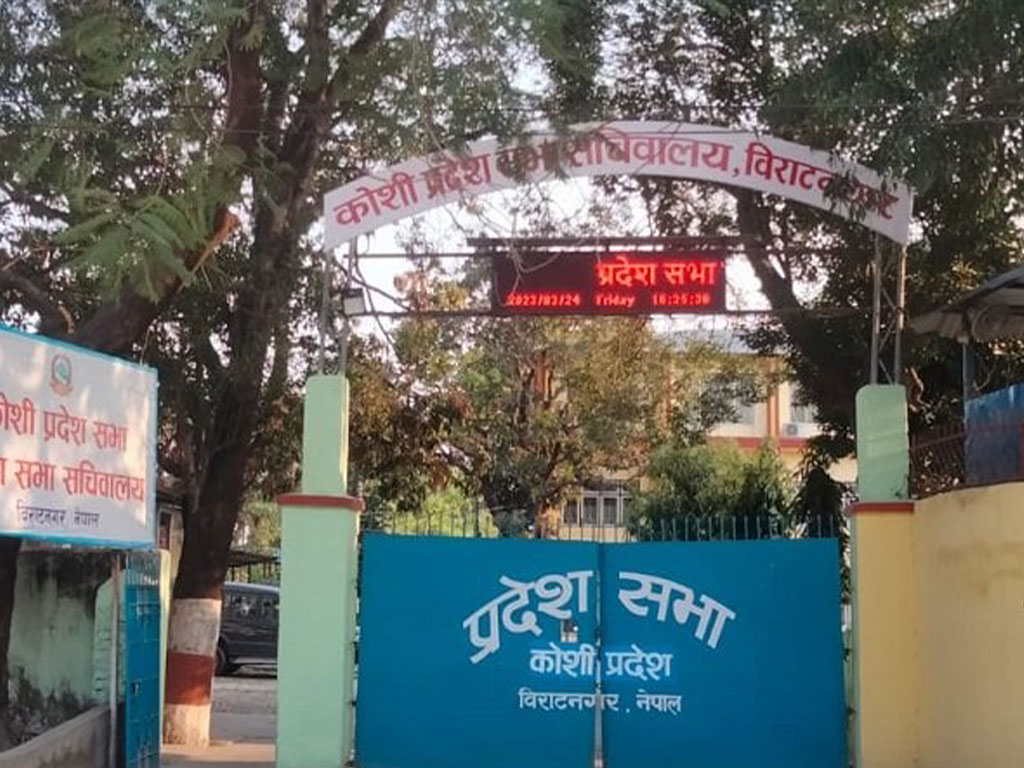 कोशी प्रदेश सभा सचिवालय, विराटनगर
प्रदेश सभा
2023/03/24 Friday 16:25:36
कोशी प्रदेश सभा
सभा सचिवालय
विराटनगर, नेपाल
प्रदेश सभा
कोशी प्रदेश
विराटनगर, नेपाल